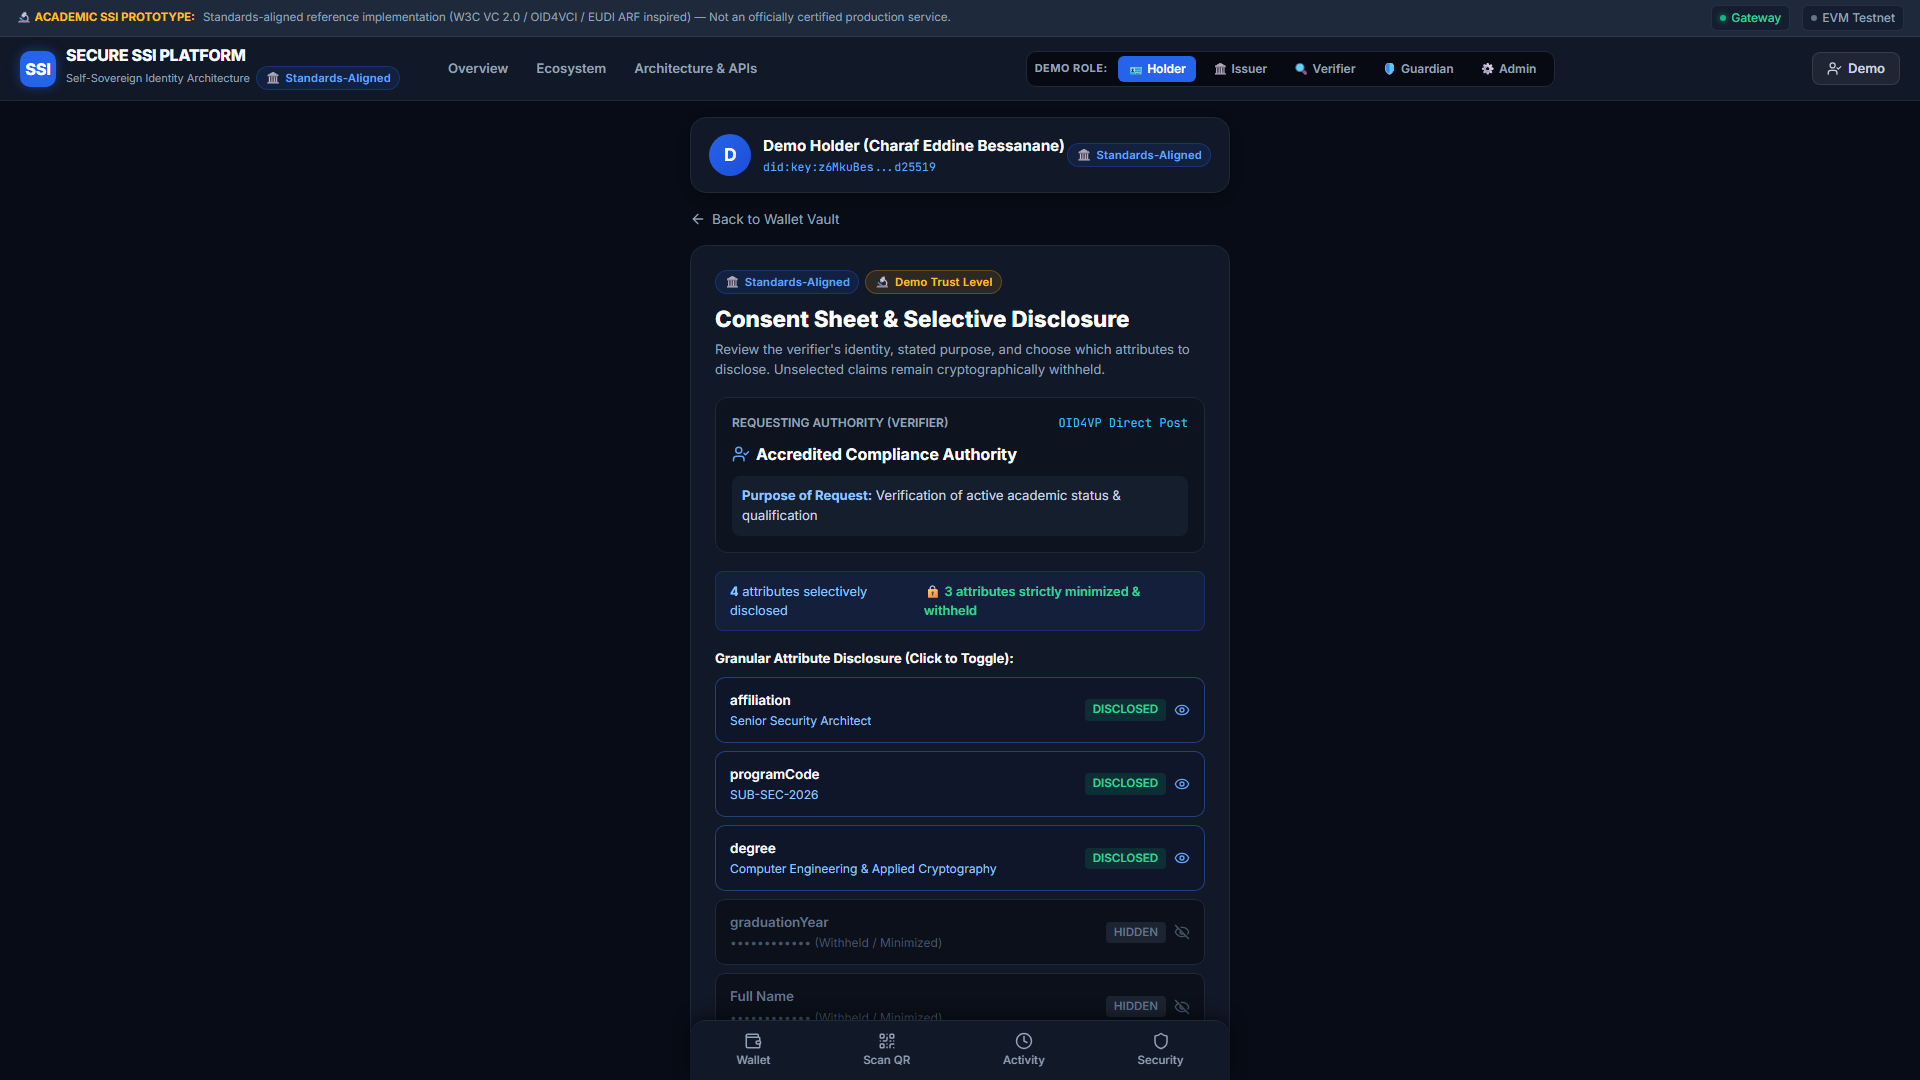 ACADEMIC SSI PROTOTYPE: Standards-aligned reference implementation (W3C VC 2.0 / OID4VCI / EUDI ARF inspired) — Not an officially certified production service.
Gateway
EVM Testnet
SSI
SECURE SSI PLATFORM
Self-Sovereign Identity Architecture
Standards-Aligned
Overview
Ecosystem
Architecture & APIs
DEMO ROLE:
Holder
Issuer
Verifier
Guardian
Admin
Demo
D
Demo Holder (Charaf Eddine Bessanane)
did:key:z6MkuBes...d25519
Standards-Aligned
Back to Wallet Vault
Standards-Aligned
Demo Trust Level
Consent Sheet & Selective Disclosure
Review the verifier's identity, stated purpose, and choose which attributes to
disclose. Unselected claims remain cryptographically withheld.
REQUESTING AUTHORITY (VERIFIER)
OID4VP Direct Post
Accredited Compliance Authority
Purpose of Request: Verification of active academic status &
qualification
4 attributes selectively
disclosed
3 attributes strictly minimized &
withheld
Granular Attribute Disclosure (Click to Toggle):
affiliation
Senior Security Architect
DISCLOSED
programCode
SUB-SEC-2026
DISCLOSED
degree
Computer Engineering & Applied Cryptography
DISCLOSED
graduationYear
•••••••••••• (Withheld / Minimized)
HIDDEN
Full Name
•••••••••••• (Withheld / Minimized)
HIDDEN
Wallet
Scan QR
Activity
Security